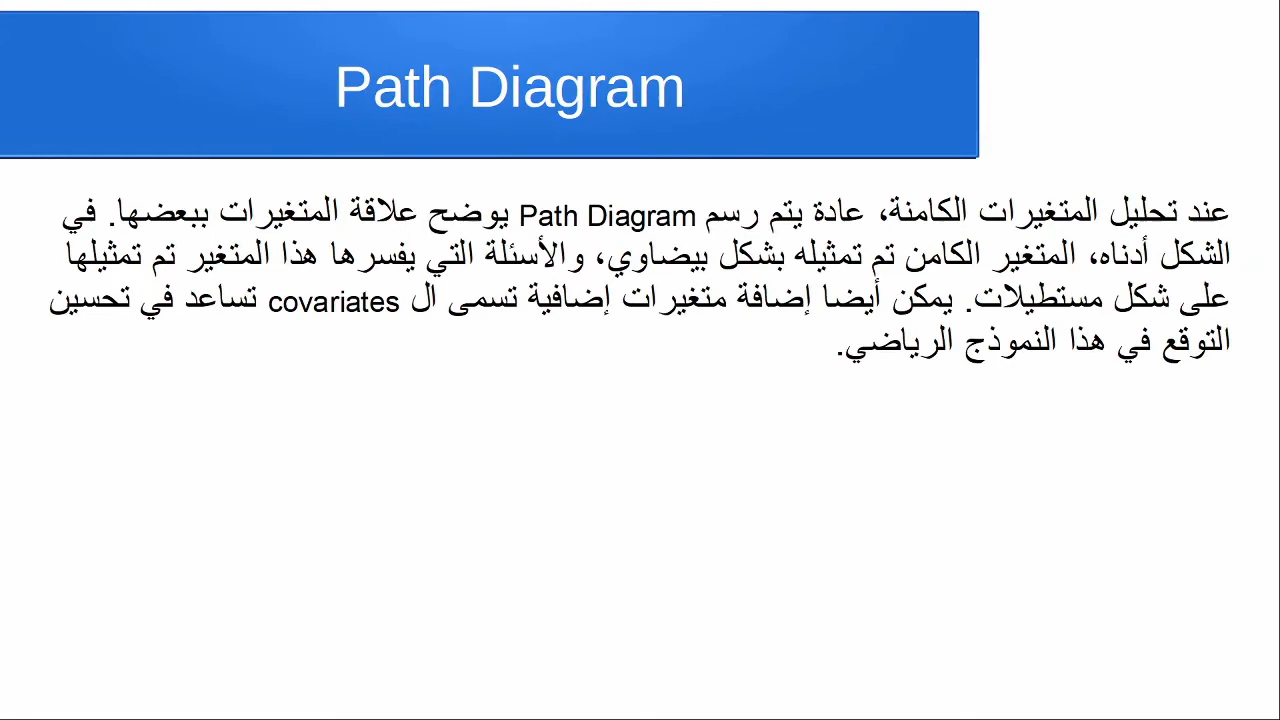 Path Diagram
عند تحليل المتغيرات الكامنة، عادة يتم رسم Path Diagram يوضح علاقة المتغيرات ببعضها. في
الشكل أدناه، المتغير الكامن تم تمثيله بشكل بيضاوي، والأسئلة التي يفسرها هذا المتغير تم تمثيلها
على شكل مستطيلات. يمكن أيضا إضافة متغيرات إضافية تسمى ال covariates تساعد في تحسين
التوقع في هذا النموذج الرياضي.